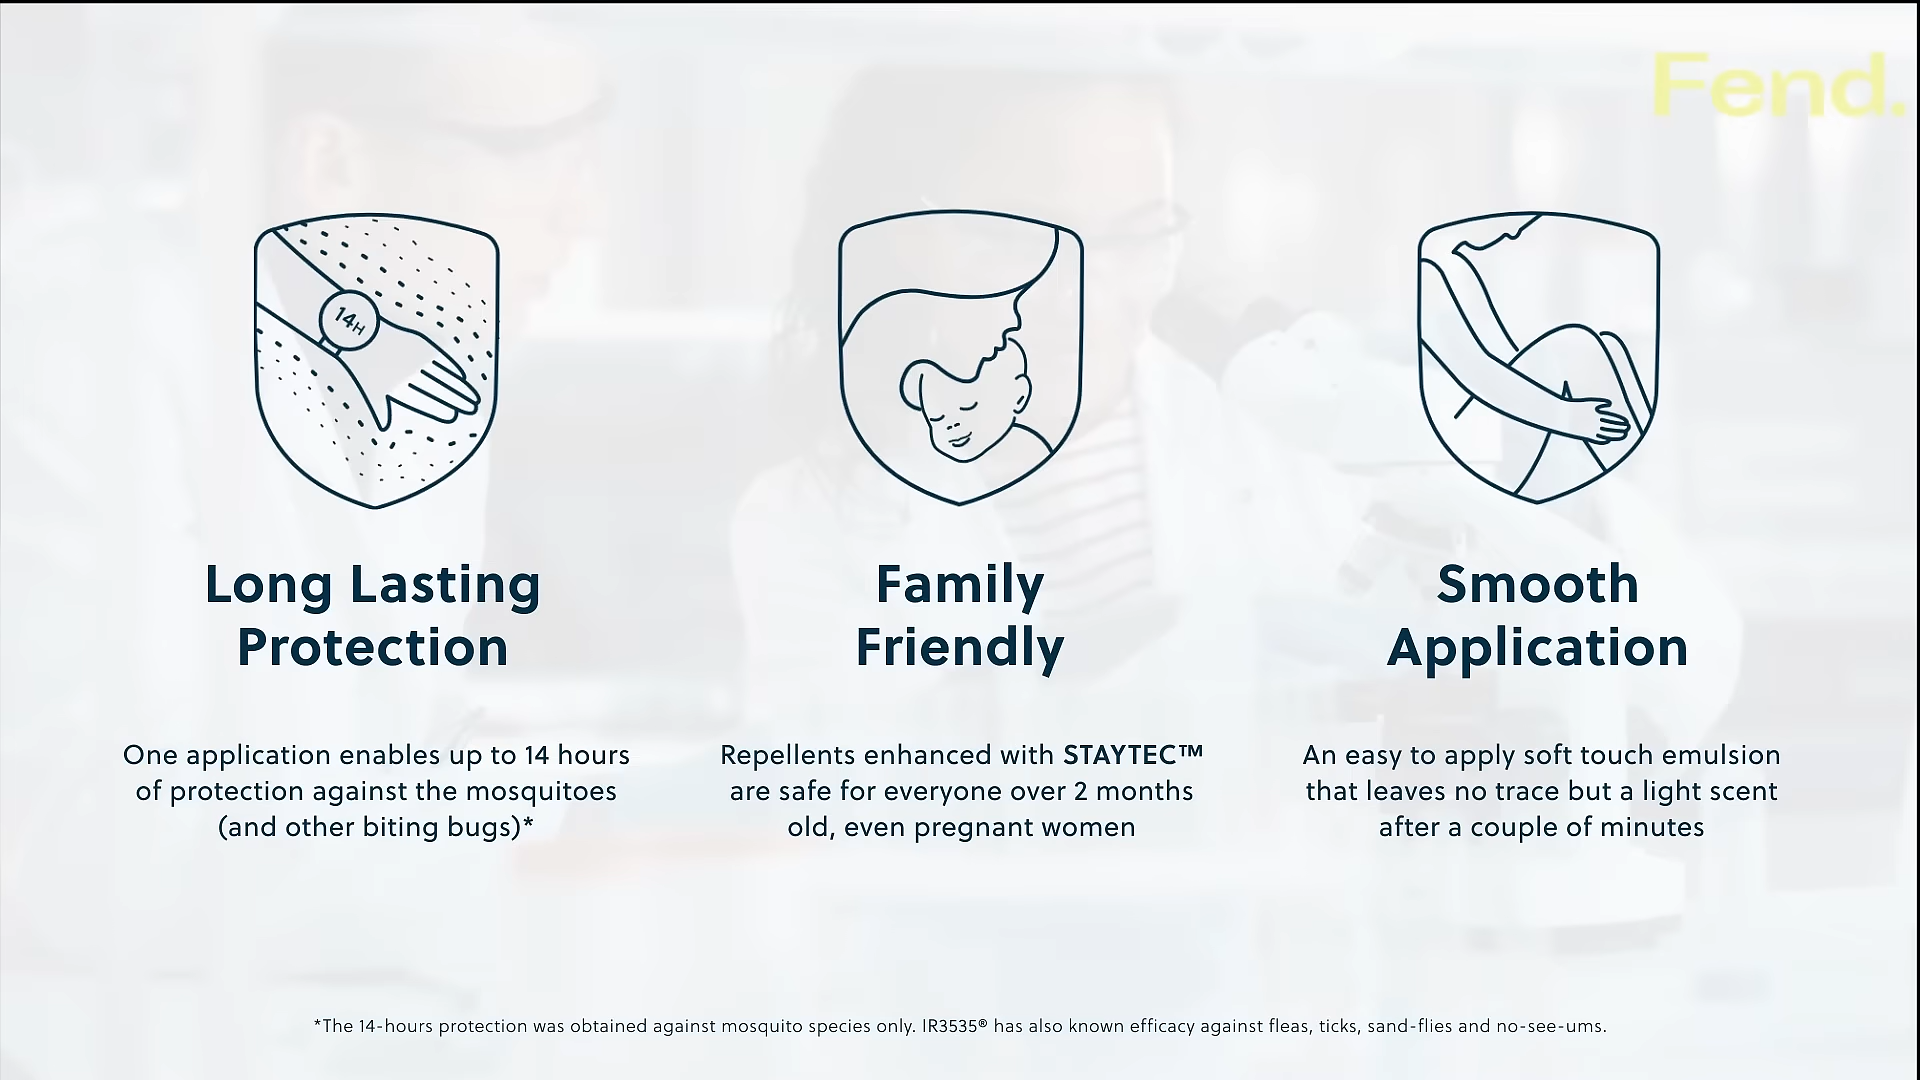 Fend.
14H
Long Lasting
Protection
One application enables up to 14 hours
of protection against the mosquitoes
(and other biting bugs)*
Family
Friendly
Repellents enhanced with STAYTEC™
are safe for everyone over 2 months
old, even pregnant women
Smooth
Application
An easy to apply soft touch emulsion
that leaves no trace but a light scent
after a couple of minutes
*The 14-hours protection was obtained against mosquito species only. IR3535® has also known efficacy against fleas, ticks, sand-flies and no-see-ums.